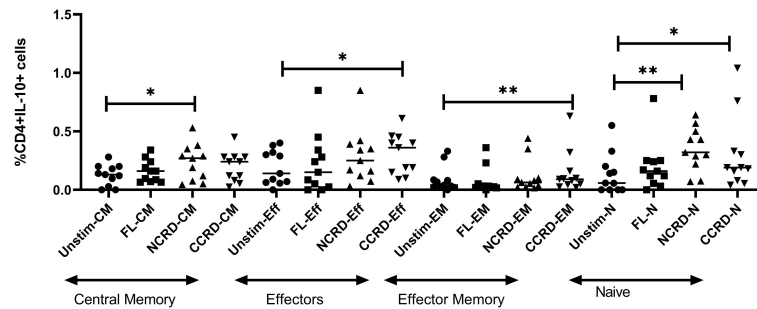 1.5
1.0
0.5
0.0
%CD4+IL-10+ cells
*
*
**
**
*
Unstim-CM
FL-CM
NCRD-CM
CCRD-CM
Unstim-Eff
FL-Eff
NCRD-Eff
CCRD-Eff
Unstim-EM
FL-EM
NCRD-EM
CCRD-EM
Unstim-N
FL-N
NCRD-N
CCRD-N
Central Memory
Effectors
Effector Memory
Naive